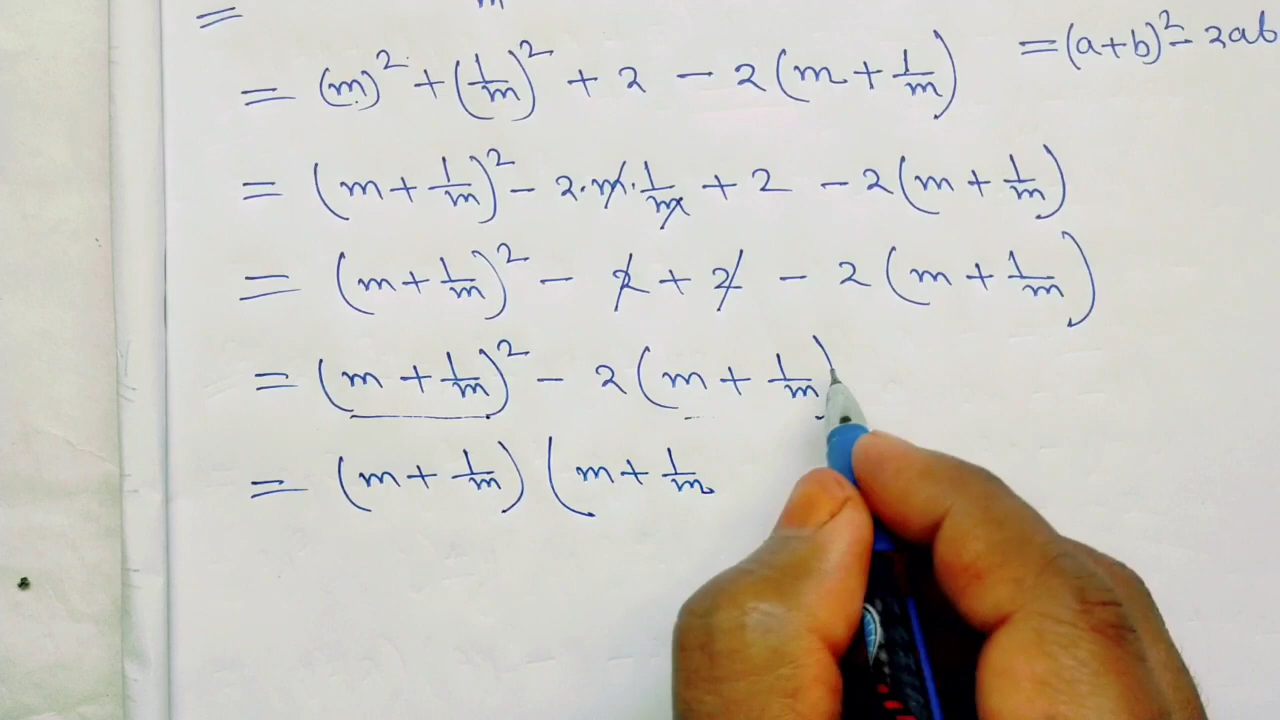 =
= (m)² + (1/m)² + 2 - 2(m + 1/m)
= (a+b)² - 2ab
= (m + 1/m)² - 2·m·1/m + 2 - 2(m + 1/m)
= (m + 1/m)² - 2 + 2 - 2(m + 1/m)
= (m + 1/m)² - 2(m + 1/m)
= (m + 1/m)(m + 1/m